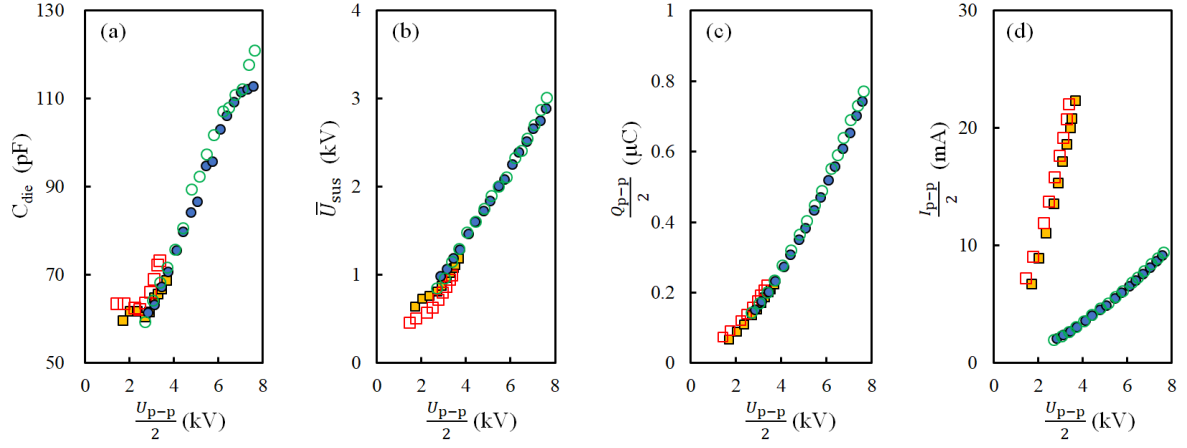 (a)
130
110
90
70
50
C_die (pF)
0 2 4 6 8
U_p−p/2 (kV)
(b)
4
3
2
1
0
U̅_sus (kV)
0 2 4 6 8
U_p−p/2 (kV)
(c)
1
0.8
0.6
0.4
0.2
0
Q_p−p/2 (μC)
0 2 4 6 8
U_p−p/2 (kV)
(d)
30
20
10
0
I_p−p/2 (mA)
0 2 4 6 8
U_p−p/2 (kV)